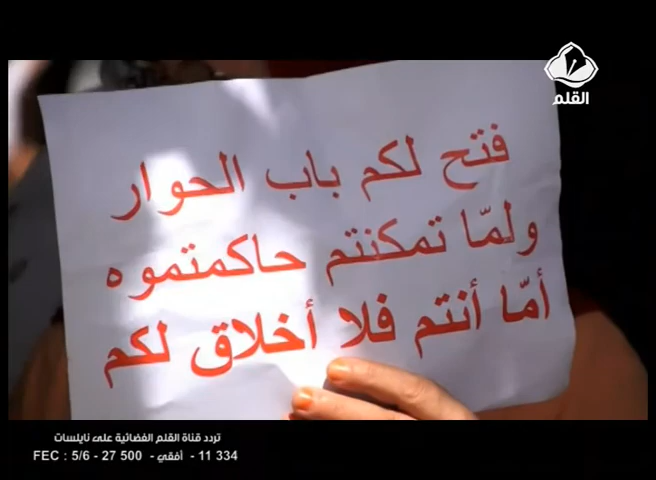 القلم
فتح لكم باب الحوار
ولمّا تمكنتم حاكمتموه
أمّا أنتم فلا أخلاق لكم
تردد قناة القلم الفضائية على نايلسات
FEC : 5/6 - 27 500 - أفقي - 11 334